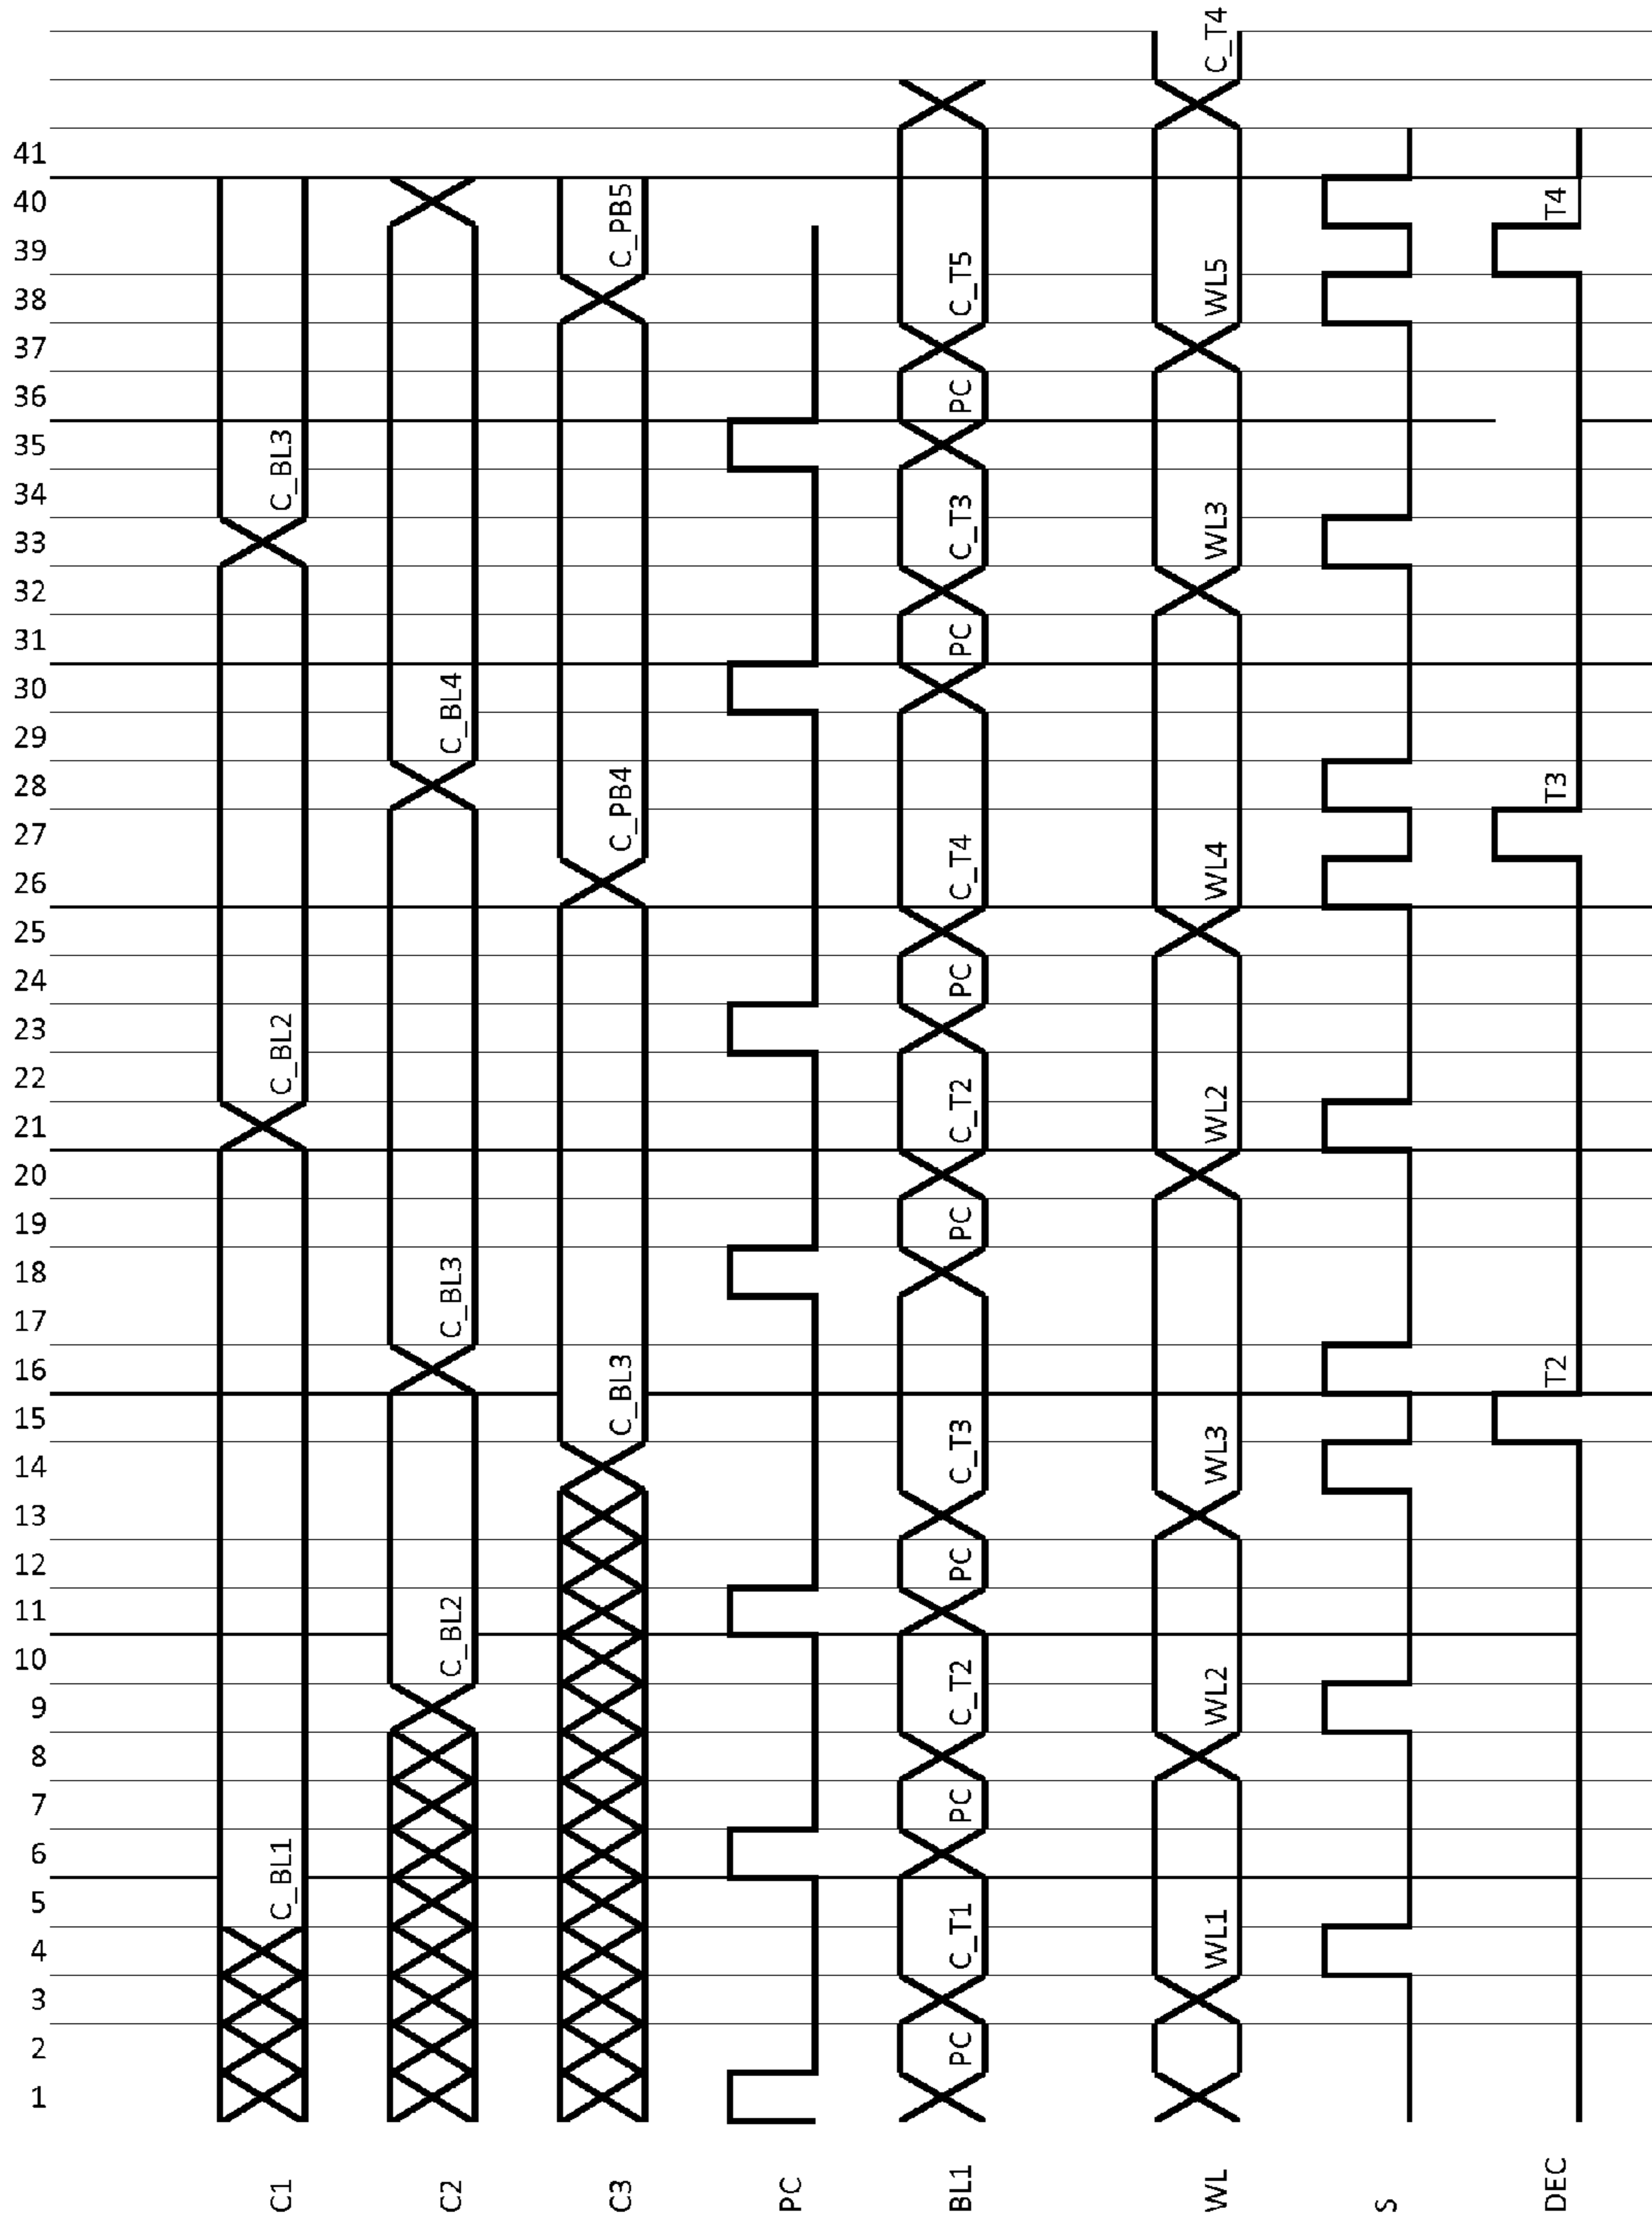 1 2 3 4 5 6 7 8 9 10 11 12 13 14 15 16 17 18 19 20 21 22 23 24 25 26 27 28 29 30 31 32 33 34 35 36 37 38 39 40 41
C1 C_BL1 C_BL2 C_BL3
C2 C_BL2 C_BL3 C_BL4
C3 C_BL3 C_PB4 C_PB5
PC
BL1 PC C_T1 PC C_T2 PC C_T3 PC C_T2 PC C_T4 PC C_T3 PC C_T5
WL WL1 WL2 WL3 WL2 WL4 WL3 WL5 C_T4
S
DEC T2 T3 T4